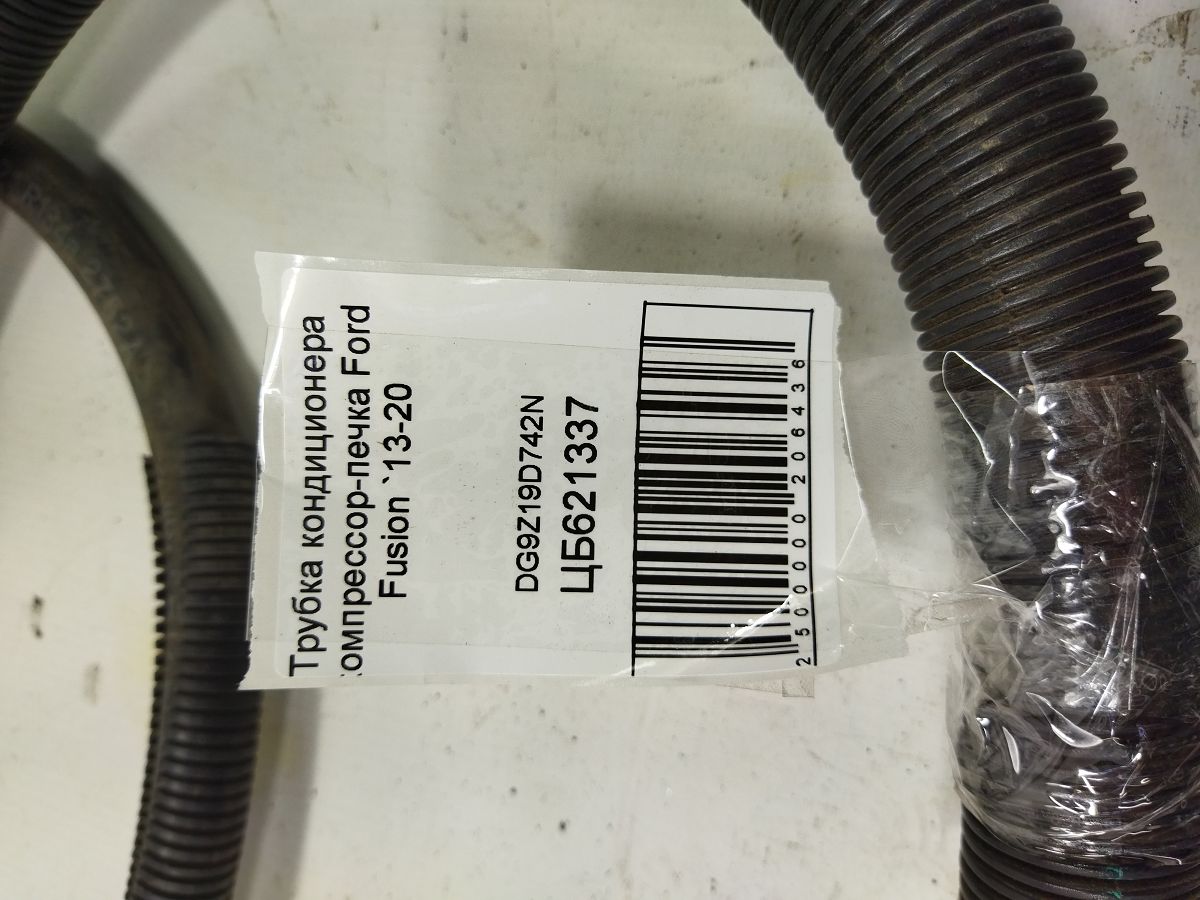 Трубка кондиционера
компрессор-печка Ford
Fusion `13-20
DG9Z19D742N
ЦБ621337
2500000206436